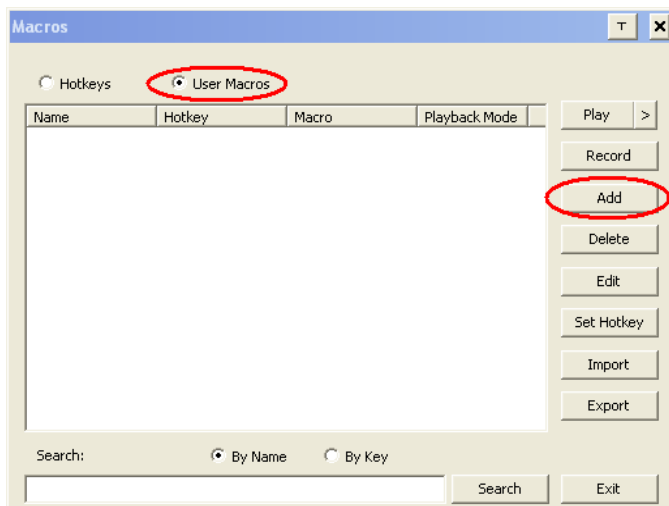 Macros
T X
Hotkeys User Macros
Name Hotkey Macro Playback Mode
Play >
Record
Add
Delete
Edit
Set Hotkey
Import
Export
Search: By Name By Key
Search Exit